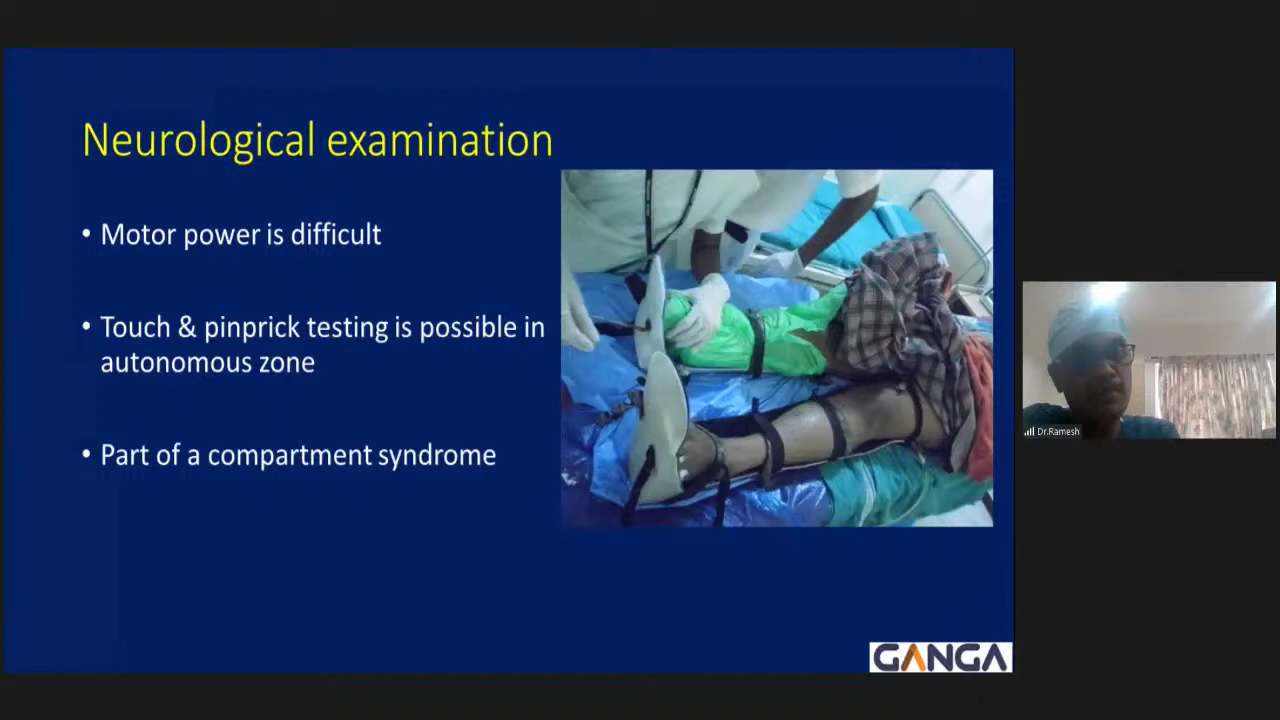 Neurological examination
• Motor power is difficult
• Touch & pinprick testing is possible in
autonomous zone
• Part of a compartment syndrome
GANGA
Dr.Ramesh